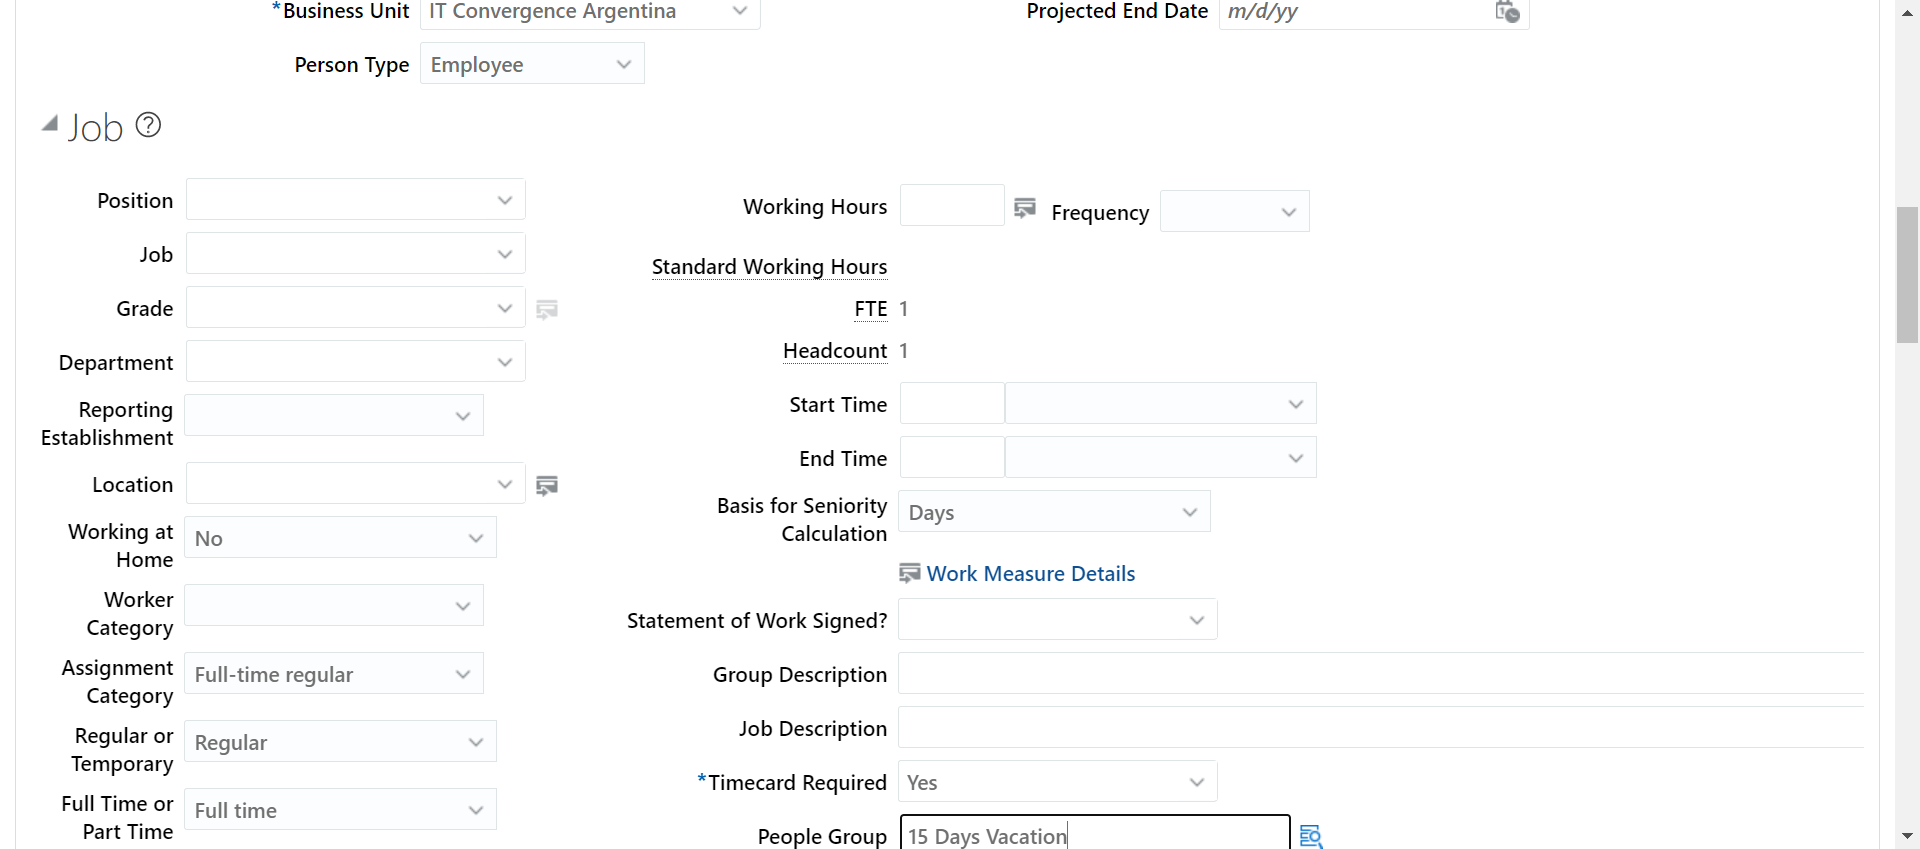 *Business Unit IT Convergence Argentina
Projected End Date m/d/yy
Person Type Employee
Job
Position
Job
Grade
Department
Reporting
Establishment
Location
Working at
Home
No
Worker
Category
Assignment
Category
Full-time regular
Regular or
Temporary
Regular
Full Time or
Part Time
Full time
Working Hours
Frequency
Standard Working Hours
FTE 1
Headcount 1
Start Time
End Time
Basis for Seniority
Calculation
Days
Work Measure Details
Statement of Work Signed?
Group Description
Job Description
*Timecard Required Yes
People Group 15 Days Vacation